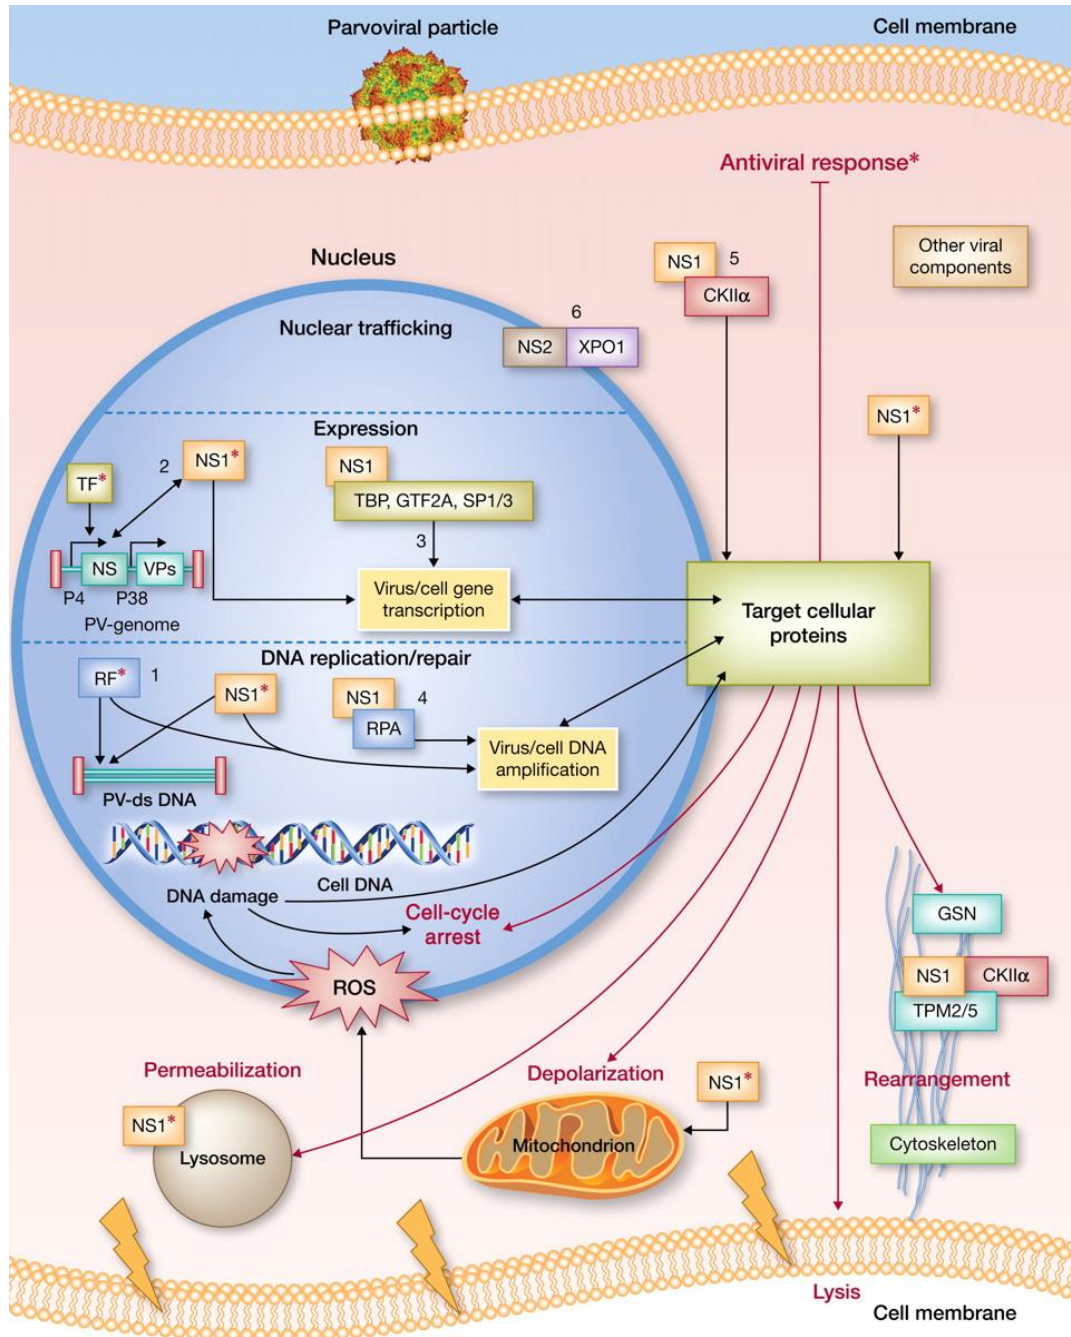 Parvoviral particle
Cell membrane
Antiviral response*
Other viral
components
NS1
5
CKIIα
Nucleus
Nuclear trafficking
6
NS2
XPO1
NS1*
Expression
TF*
2
NS1*
NS1
TBP, GTF2A, SP1/3
3
NS
VPs
P4
P38
PV-genome
Virus/cell gene
transcription
Target cellular
proteins
DNA replication/repair
RF*
1
NS1*
NS1
4
RPA
Virus/cell DNA
amplification
PV-ds DNA
Cell DNA
DNA damage
Cell-cycle
arrest
ROS
GSN
NS1
CKIIα
TPM2/5
Rearrangement
Cytoskeleton
Permeabilization
NS1*
Lysosome
Depolarization
NS1*
Mitochondrion
Lysis
Cell membrane